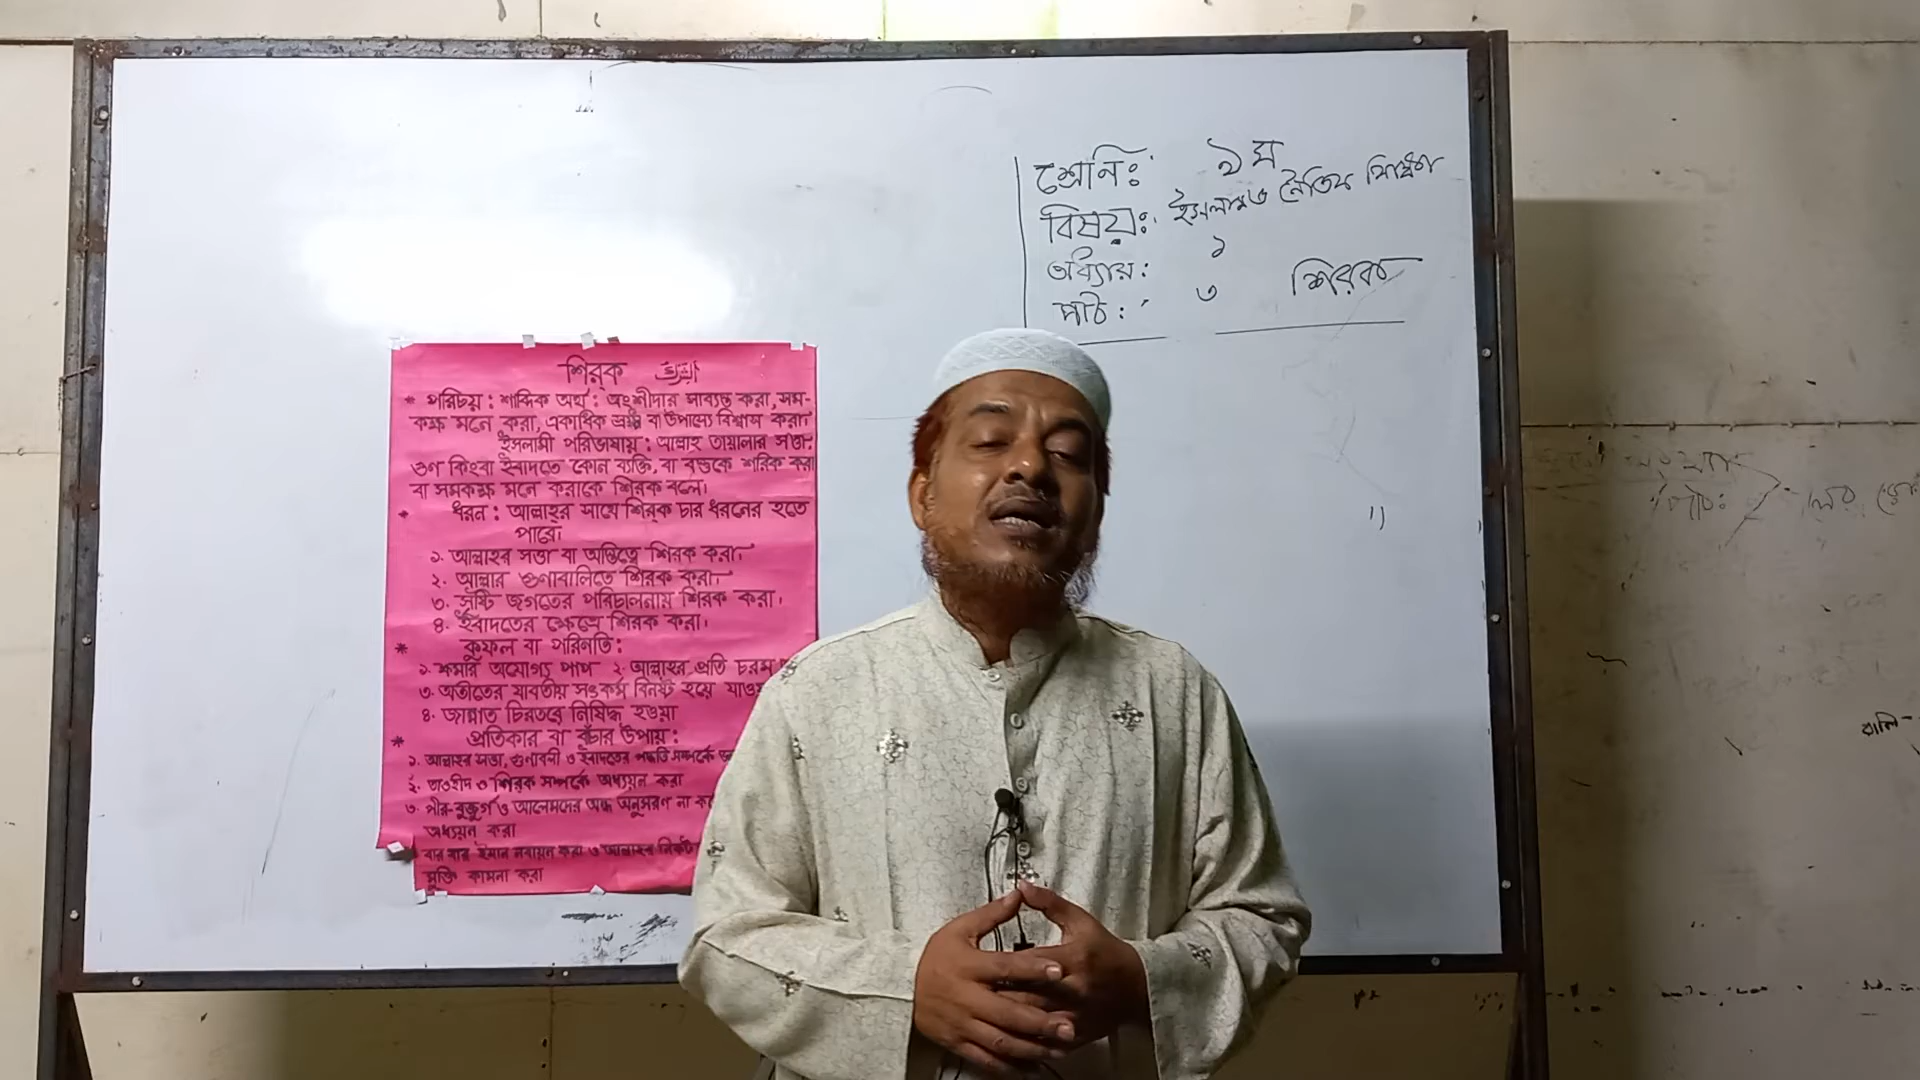 শ্রেনিঃ ৯ম
বিষয়ঃ ইসলাম ও নৈতিক শিক্ষা
অধ্যায়: ১
পাঠ: ৩ শিরক
শির্ক الشرك
* পরিচয় : শাব্দিক অর্থ : অংশীদার সাব্যস্ত করা, সম-
কক্ষ মনে করা, একাধিক স্রষ্টা বা উপাস্যে বিশ্বাস করা।
ইসলামী পরিভাষায় : আল্লাহ তায়ালার সত্তা,
গুণ কিংবা ইবাদতে কোন ব্যক্তি, বা বস্তুকে শরিক করা
বা সমকক্ষ মনে করাকে শিরক বলে।
* ধরন : আল্লাহর সাথে শির্ক চার ধরনের হতে
পারে।
১. আল্লাহর সত্তা বা অস্তিত্বে শিরক করা।
২. আল্লার গুনাবালিতে শিরক করা।
৩. সৃষ্টি জগতের পরিচালনায় শিরক করা।
৪. ইবাদতের ক্ষেত্রে শিরক করা।
* কুফল বা পরিনতি :
১. ক্ষমার অযোগ্য পাপ ২. আল্লাহর প্রতি চরম
৩. অতীতের যাবতীয় সৎকর্ম বিনষ্ট হয়ে
৪. জান্নাত চিরতরে নিষিদ্ধ হওয়া
* প্রতিকার বা বাঁচার উপায় :
১. আল্লাহর সত্তা, গুনাবলী ও ইবাদতের পদ্ধতি সম্পর্কে
২. তাওহীদ ও শিরক সম্পর্কে অধ্যয়ন করা
৩. পীর-বুজুর্গ ও আলেমদের অন্ধ অনুসরণ না
অধ্যয়ন করা
বার বার ইমান নবায়ন করা ও আল্লাহর নিকট
মুক্তি কামনা করা